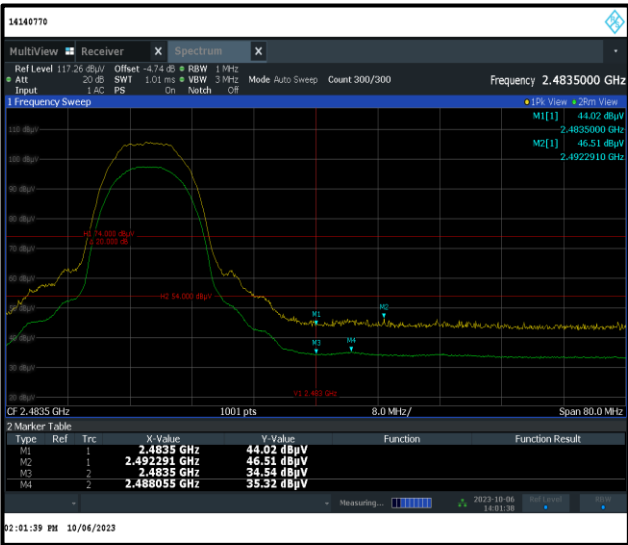 14140770
MultiView Receiver X Spectrum X
Ref Level 117.26 dBµV Offset -4.74 dB RBW 1 MHz
Att 20 dB SWT 1.01 ms VBW 3 MHz Mode Auto Sweep Count 300/300 Frequency 2.4835000 GHz
Input 1 AC PS On Notch Off
1 Frequency Sweep 1Pk View 2Rm View
M1[1] 44.02 dBµV
2.4835000 GHz
M2[1] 46.51 dBµV
2.4922910 GHz
110 dBµV
100 dBµV
90 dBµV
80 dBµV
H1 74.000 dBµV
70 dBµV
60 dBµV
H2 54.000 dBµV
50 dBµV
M1 M2
40 dBµV
M3 M4
30 dBµV
20 dBµV
CF 2.4835 GHz 1001 pts 8.0 MHz/ Span 80.0 MHz
2 Marker Table
Type Ref Trc X-Value Y-Value Function Function Result
M1 1 2.4835 GHz 44.02 dBµV
M2 1 2.492291 GHz 46.51 dBµV
M3 2 2.4835 GHz 34.54 dBµV
M4 2 2.488055 GHz 35.32 dBµV
Measuring... 2023-10-06 Ref Level RBW
14:01:38
02:01:39 PM 10/06/2023